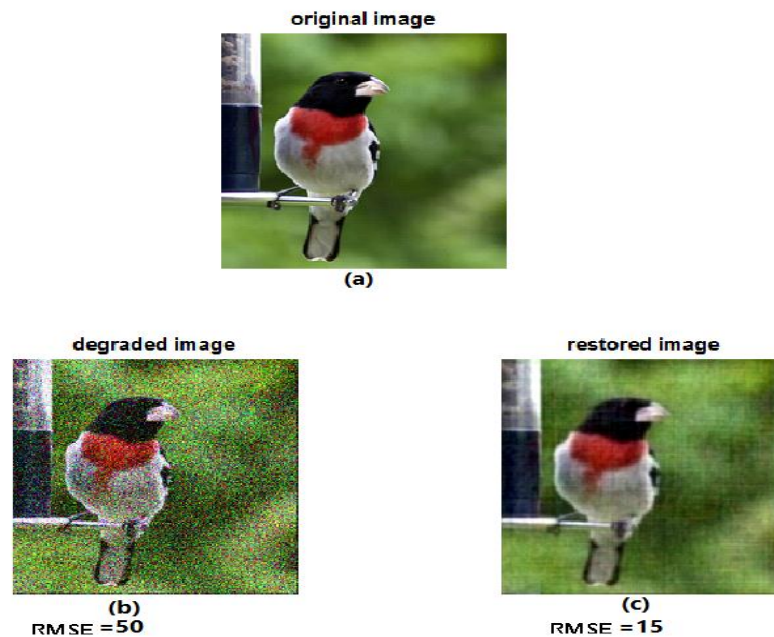 original image
(a)
degraded image
restored image
(b)
(c)
RMSE =50
RMSE =15